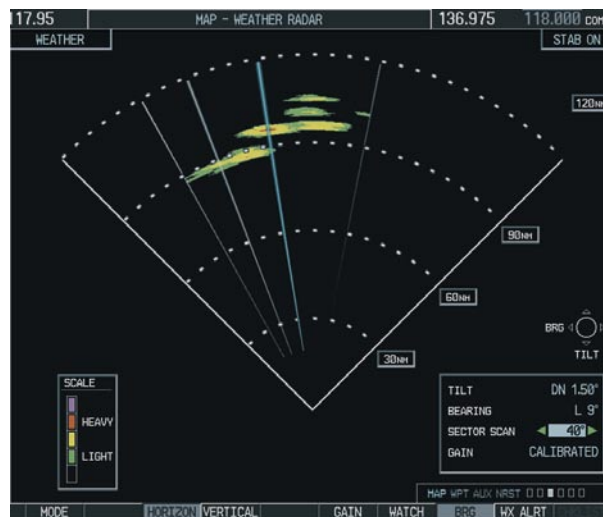 17.95 MAP – WEATHER RADAR 136.975 118.000 COM
WEATHER STAB ON
120NM
90NM
60NM
BRG
TILT
30NM
SCALE
HEAVY
LIGHT
TILT DN 1.50°
BEARING L 9°
SECTOR SCAN 40°
GAIN CALIBRATED
MAP WPT AUX NRST
MODE HORIZON VERTICAL GAIN WATCH BRG WX ALRT